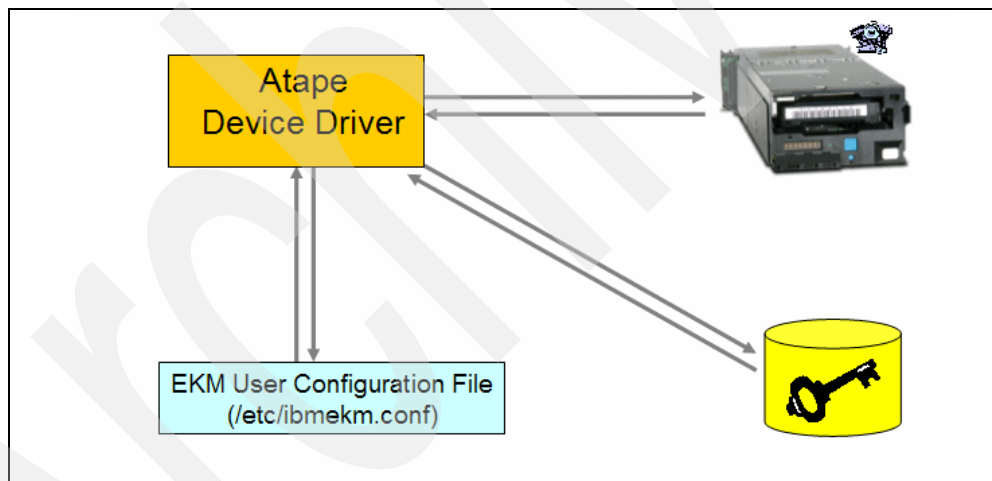 Atape
Device Driver
EKM User Configuration File
(/etc/ibmekm.conf)